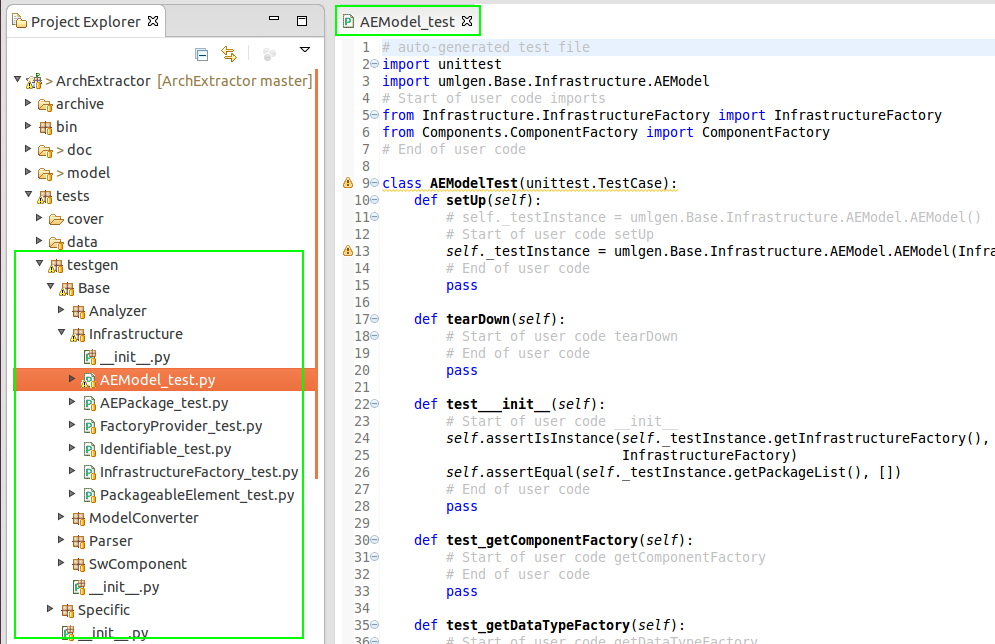 Project Explorer
> ArchExtractor [ArchExtractor master]
archive
bin
> doc
> model
tests
> cover
data
testgen
Base
Analyzer
Infrastructure
__init__.py
AEModel_test.py
AEPackage_test.py
FactoryProvider_test.py
Identifiable_test.py
InfrastructureFactory_test.py
PackageableElement_test.py
ModelConverter
Parser
SwComponent
__init__.py
Specific
__init__.py
AEModel_test
1 # auto-generated test file
2 import unittest
3 import umlgen.Base.Infrastructure.AEModel
4 # Start of user code imports
5 from Infrastructure.InfrastructureFactory import InfrastructureFactory
6 from Components.ComponentFactory import ComponentFactory
7 # End of user code
8
9 class AEModelTest(unittest.TestCase):
10 def setUp(self):
11 # self._testInstance = umlgen.Base.Infrastructure.AEModel.AEModel()
12 # Start of user code setUp
13 self._testInstance = umlgen.Base.Infrastructure.AEModel.AEModel(Infra
14 # End of user code
15 pass
16
17 def tearDown(self):
18 # Start of user code tearDown
19 # End of user code
20 pass
21
22 def test___init__(self):
23 # Start of user code __init__
24 self.assertIsInstance(self._testInstance.getInfrastructureFactory(),
25 InfrastructureFactory)
26 self.assertEqual(self._testInstance.getPackageList(), [])
27 # End of user code
28 pass
29
30 def test_getComponentFactory(self):
31 # Start of user code getComponentFactory
32 # End of user code
33 pass
34
35 def test_getDataTypeFactory(self):
36 # Start of user code getDataTypeFactory